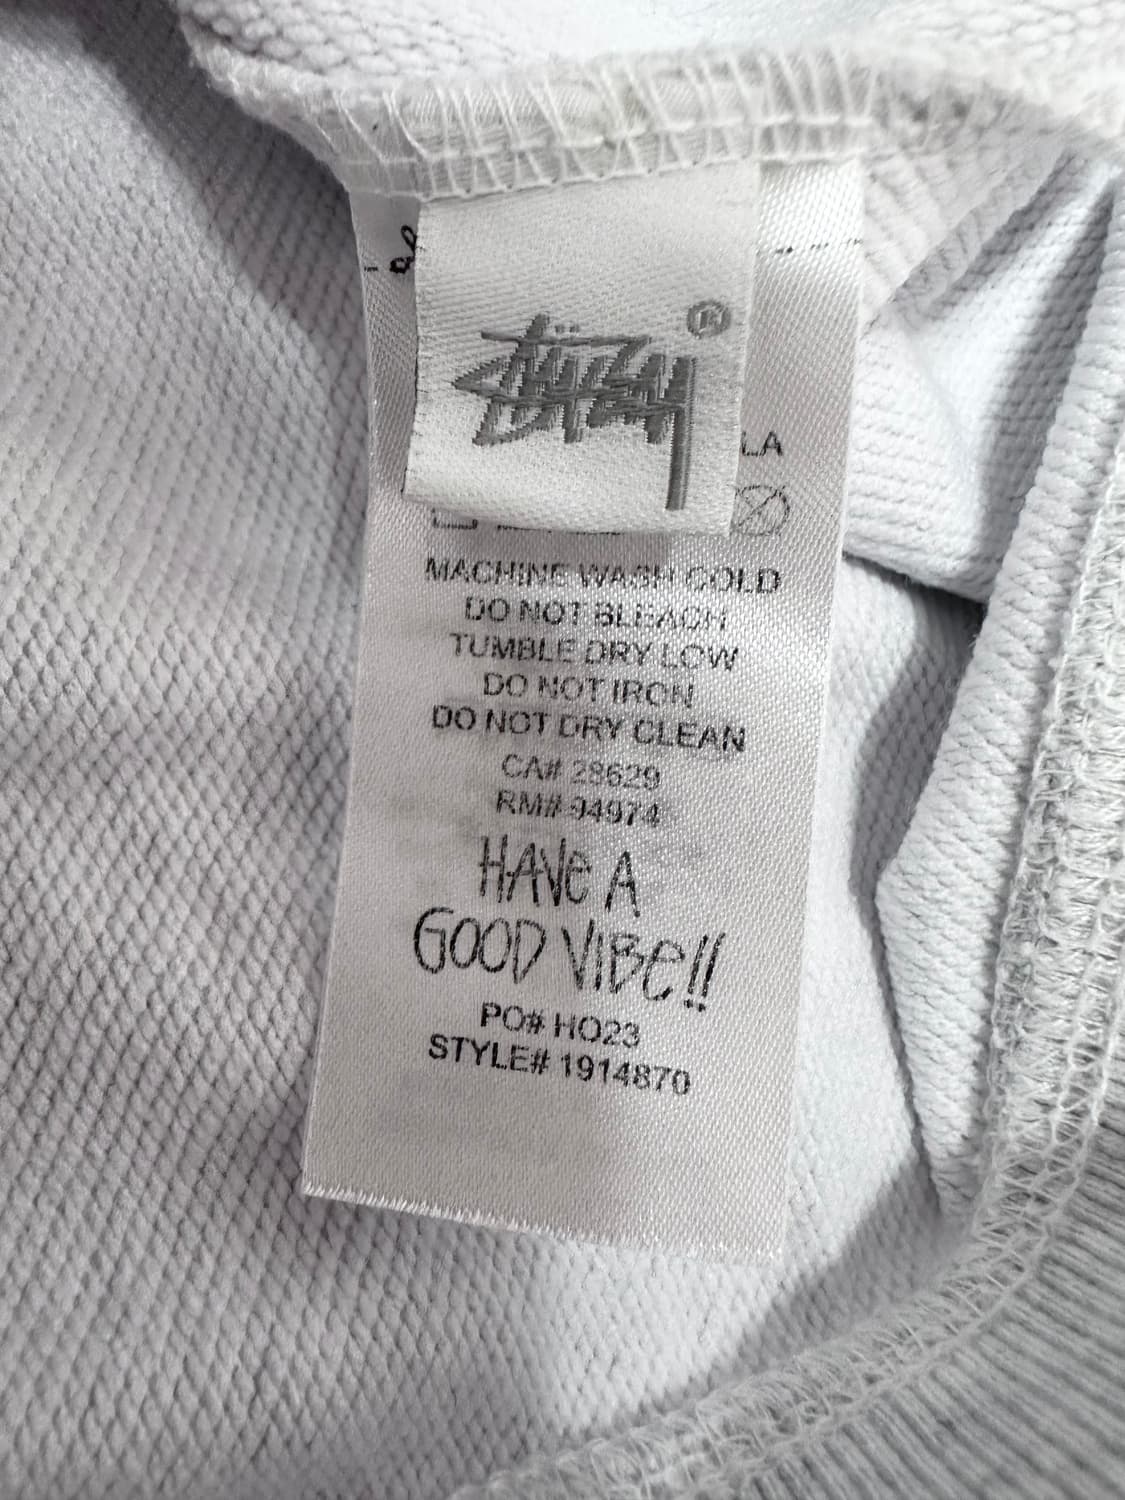 STÜSSY®
LA
MACHINE WASH COLD
DO NOT BLEACH
TUMBLE DRY LOW
DO NOT IRON
DO NOT DRY CLEAN
CA# 28629
RM# 94974
HAVE A
GOOD VIBE!!
PO# HO23
STYLE# 1914870